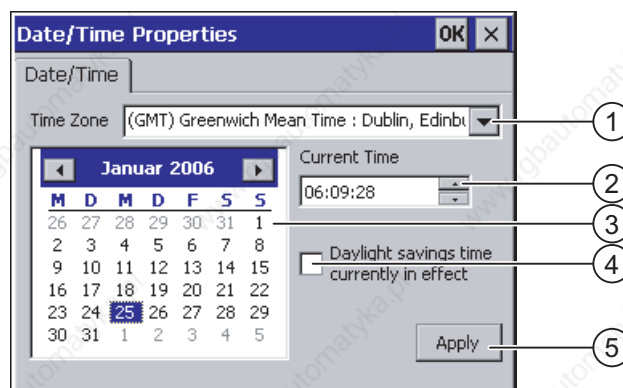 Date/Time Properties OK ×
Date/Time
Time Zone (GMT) Greenwich Mean Time : Dublin, Edinbu
1
Januar 2006
Current Time
06:09:28
2
M D M D F S S
26 27 28 29 30 31 1
3
2 3 4 5 6 7 8
9 10 11 12 13 14 15
16 17 18 19 20 21 22
23 24 25 26 27 28 29
30 31 1 2 3 4 5
Daylight savings time
currently in effect
4
Apply
5